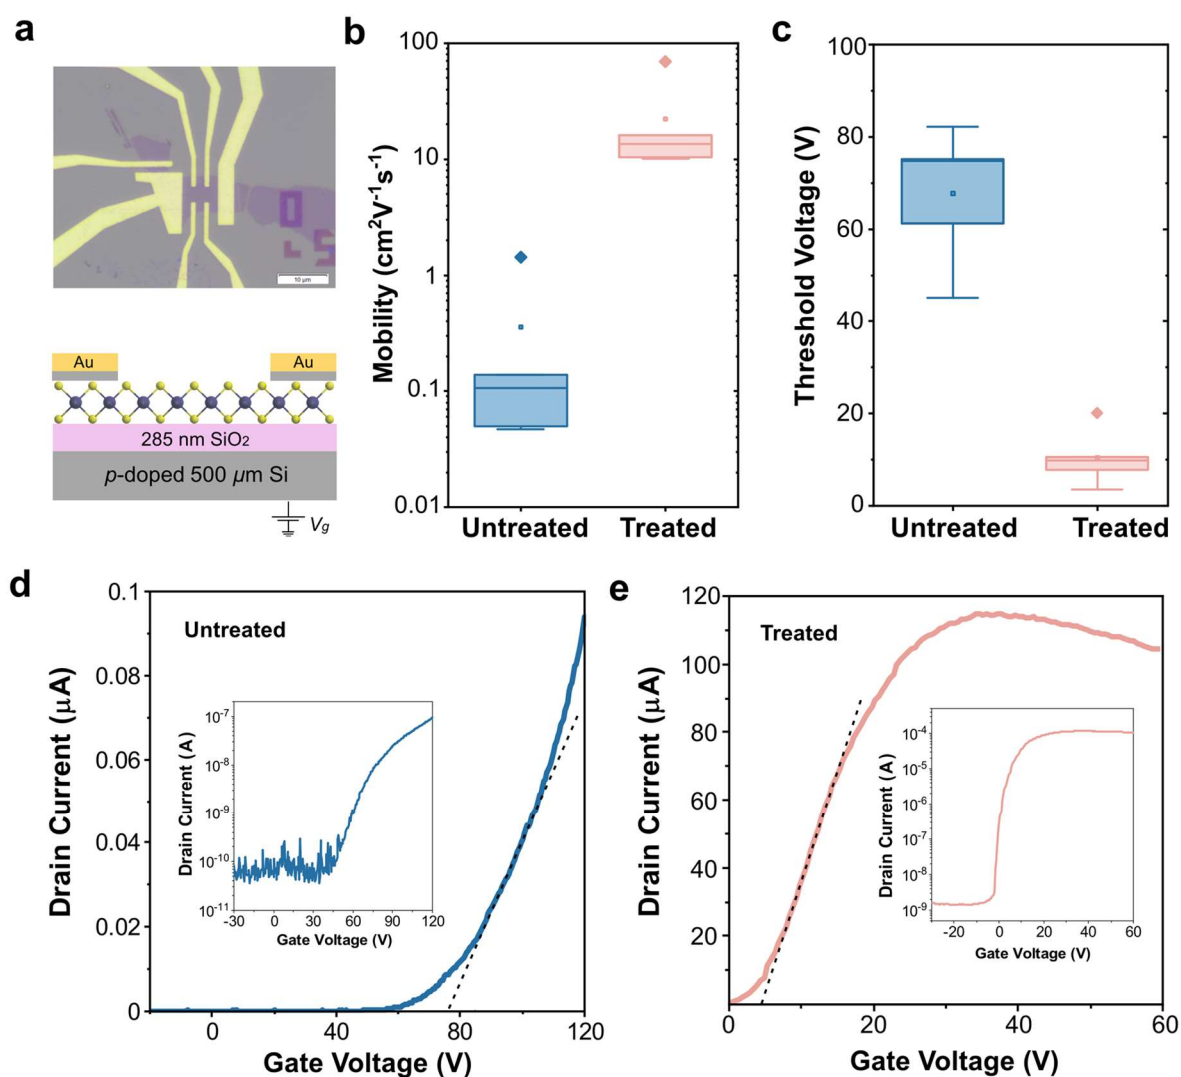 a
10 µm
Au Au
285 nm SiO₂
p-doped 500 µm Si
Vg
b
100
10
1
0.1
0.01
Mobility (cm²V⁻¹s⁻¹)
Untreated Treated
c
100
80
60
40
20
0
Threshold Voltage (V)
Untreated Treated
d
0.1
0.08
0.06
0.04
0.02
0
Drain Current (µA)
Untreated
10⁻⁷
10⁻⁸
10⁻⁹
10⁻¹⁰
10⁻¹¹
Drain Current (A)
-30 0 30 60 90 120
Gate Voltage (V)
0 40 80 120
Gate Voltage (V)
e
120
100
80
60
40
20
Drain Current (µA)
Treated
10⁻⁴
10⁻⁵
10⁻⁶
10⁻⁷
10⁻⁸
10⁻⁹
Drain Current (A)
-20 0 20 40 60
Gate Voltage (V)
0 20 40 60
Gate Voltage (V)